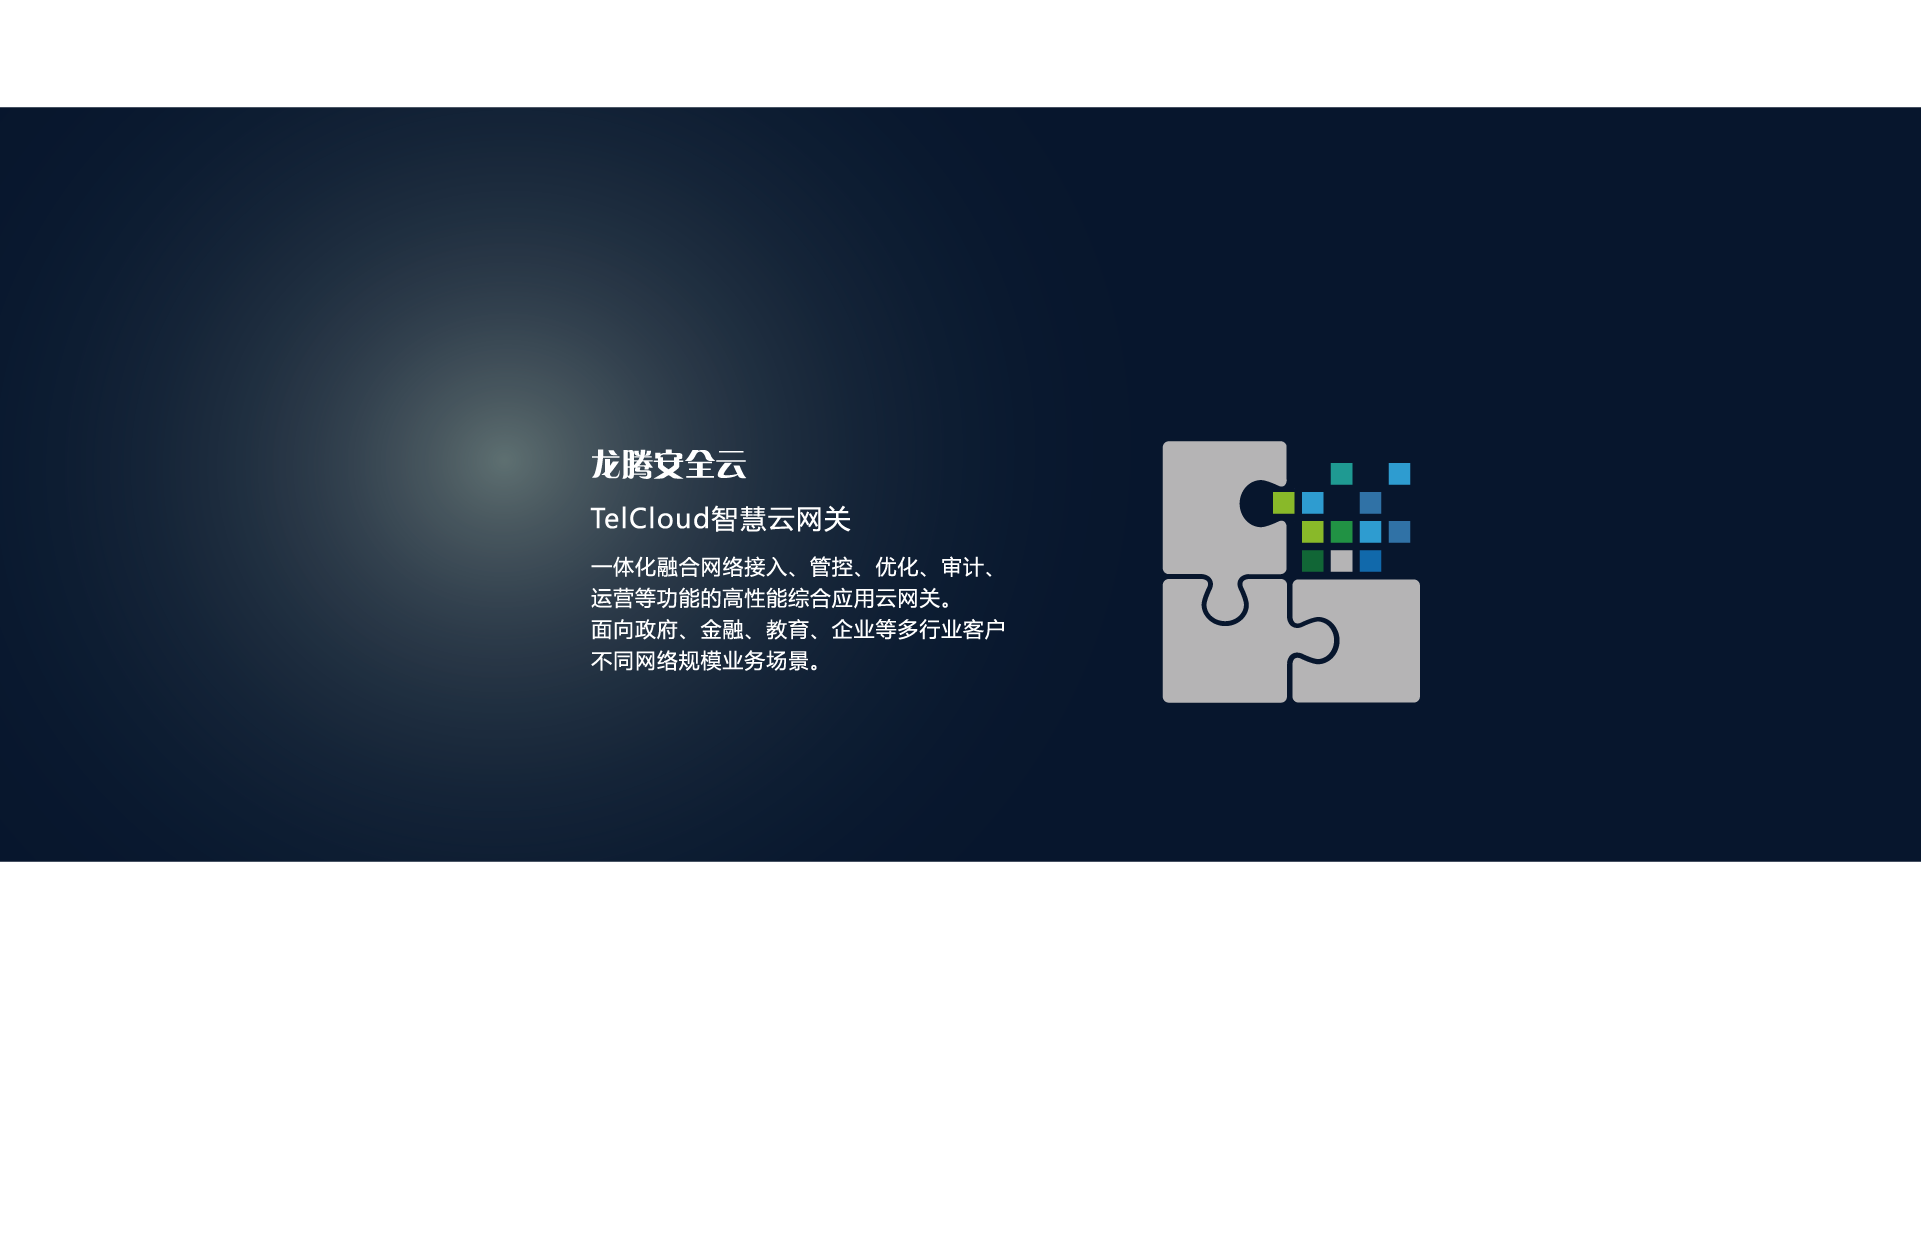 龙腾安全云
TelCloud智慧云网关
一体化融合网络接入、管控、优化、审计、
运营等功能的高性能综合应用云网关。
面向政府、金融、教育、企业等多行业客户
不同网络规模业务场景。